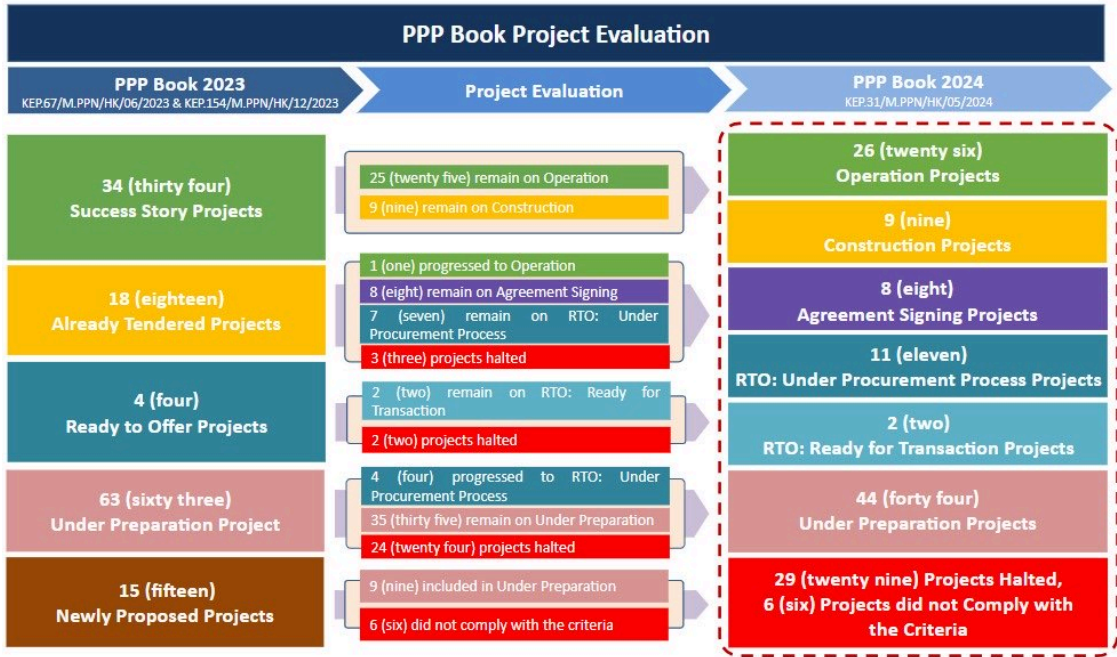 PPP Book Project Evaluation
PPP Book 2023
KEP.67/M.PPN/HK/06/2023 & KEP.154/M.PPN/HK/12/2023
Project Evaluation
PPP Book 2024
KEP.31/M.PPN/HK/05/2024
34 (thirty four)
Success Story Projects
25 (twenty five) remain on Operation
9 (nine) remain on Construction
26 (twenty six)
Operation Projects
9 (nine)
Construction Projects
18 (eighteen)
Already Tendered Projects
1 (one) progressed to Operation
8 (eight) remain on Agreement Signing
7 (seven) remain on RTO: Under
Procurement Process
3 (three) projects halted
8 (eight)
Agreement Signing Projects
11 (eleven)
RTO: Under Procurement Process Projects
4 (four)
Ready to Offer Projects
2 (two) remain on RTO: Ready for
Transaction
2 (two) projects halted
2 (two)
RTO: Ready for Transaction Projects
63 (sixty three)
Under Preparation Project
4 (four) progressed to RTO: Under
Procurement Process
35 (thirty five) remain on Under Preparation
24 (twenty four) projects halted
44 (forty four)
Under Preparation Projects
15 (fifteen)
Newly Proposed Projects
9 (nine) included in Under Preparation
6 (six) did not comply with the criteria
29 (twenty nine) Projects Halted,
6 (six) Projects did not Comply with
the Criteria